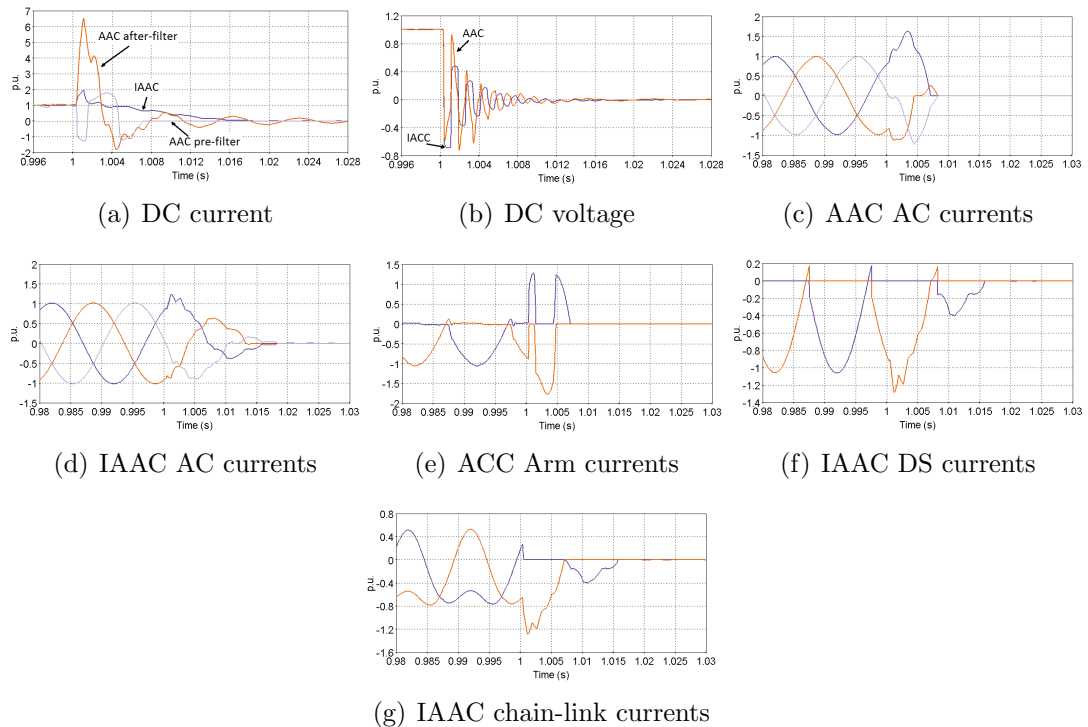 7
6
5
4
3
2
1
0
-1
-2
p.u.
AAC after-filter
IAAC
AAC pre-filter
0.996 1 1.004 1.008 1.012 1.016 1.02 1.024 1.028
Time (s)
(a) DC current
1.2
0.8
0.4
0
-0.4
0.8
p.u.
AAC
IACC
0.996 1 1.004 1.008 1.012 1.016 1.02 1.024 1.028
Time (s)
(b) DC voltage
2
1.5
1
0.5
0
-0.5
-1
-1.5
p.u.
0.98 0.985 0.99 0.995 1 1.005 1.01 1.015 1.02 1.025 1.03
Time (s)
(c) AAC AC currents
2
1.5
1
0.5
0
-0.5
-1
1.5
p.u.
0.98 0.985 0.99 0.995 1 1.005 1.01 1.015 1.02 1.025 1.03
Time (s)
(d) IAAC AC currents
1.5
1
0.5
0
-0.5
-1
-1.5
-2
p.u.
0.98 0.985 0.99 0.995 1 1.005 1.01 1.015 1.02 1.025 1.03
Time (s)
(e) ACC Arm currents
0.2
0
-0.2
-0.4
-0.6
-0.8
-1
-1.2
-1.4
p.u.
0.98 0.985 0.99 0.995 1 1.005 1.01 1.015 1.02 1.025 1.03
Time (s)
(f) IAAC DS currents
0.8
0.4
0
-0.4
-0.8
-1.2
-1.6
p.u.
0.98 0.985 0.99 0.995 1 1.005 1.01 1.015 1.02 1.025 1.03
Time (s)
(g) IAAC chain-link currents